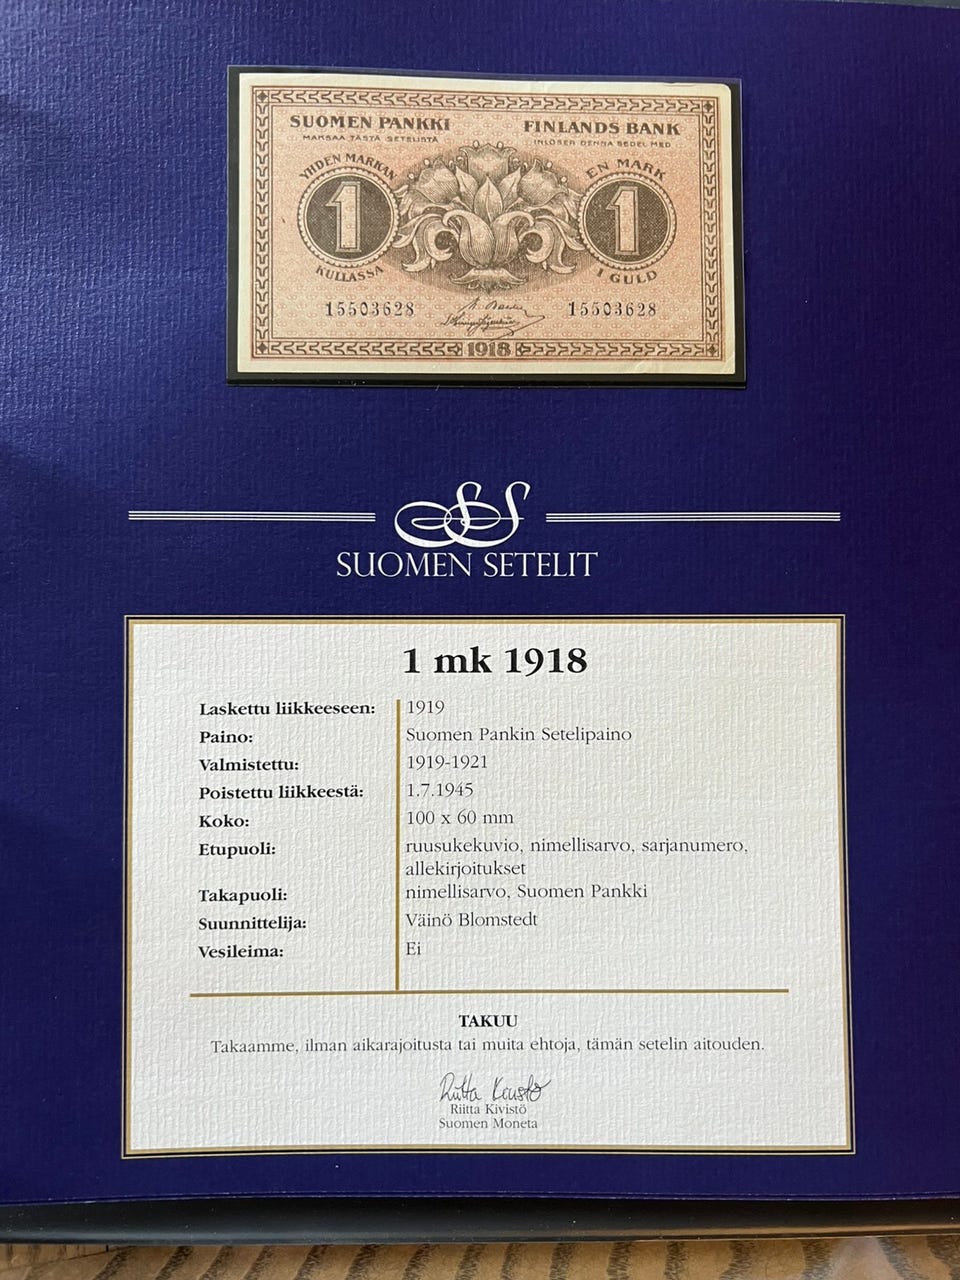 SUOMEN PANKKI
FINLANDS BANK
MAKSAA TÄSTÄ SETELISTÄ
INLÖSER DENNA SEDEL MED
YHDEN MARKAN
EN MARK
1
1
KULLASSA
I GULD
15503628
15503628
1918
SUOMEN SETELIT
1 mk 1918
Laskettu liikkeeseen: 1919
Paino: Suomen Pankin Setelipaino
Valmistettu: 1919-1921
Poistettu liikkeestä: 1.7.1945
Koko: 100 x 60 mm
Etupuoli: ruusukekuvio, nimellisarvo, sarjanumero,
allekirjoitukset
Takapuoli: nimellisarvo, Suomen Pankki
Suunnittelija: Väinö Blomstedt
Vesileima: Ei
TAKUU
Takaamme, ilman aikarajoitusta tai muita ehtoja, tämän setelin aitouden.
Riitta Kivistö
Riitta Kivistö
Suomen Moneta